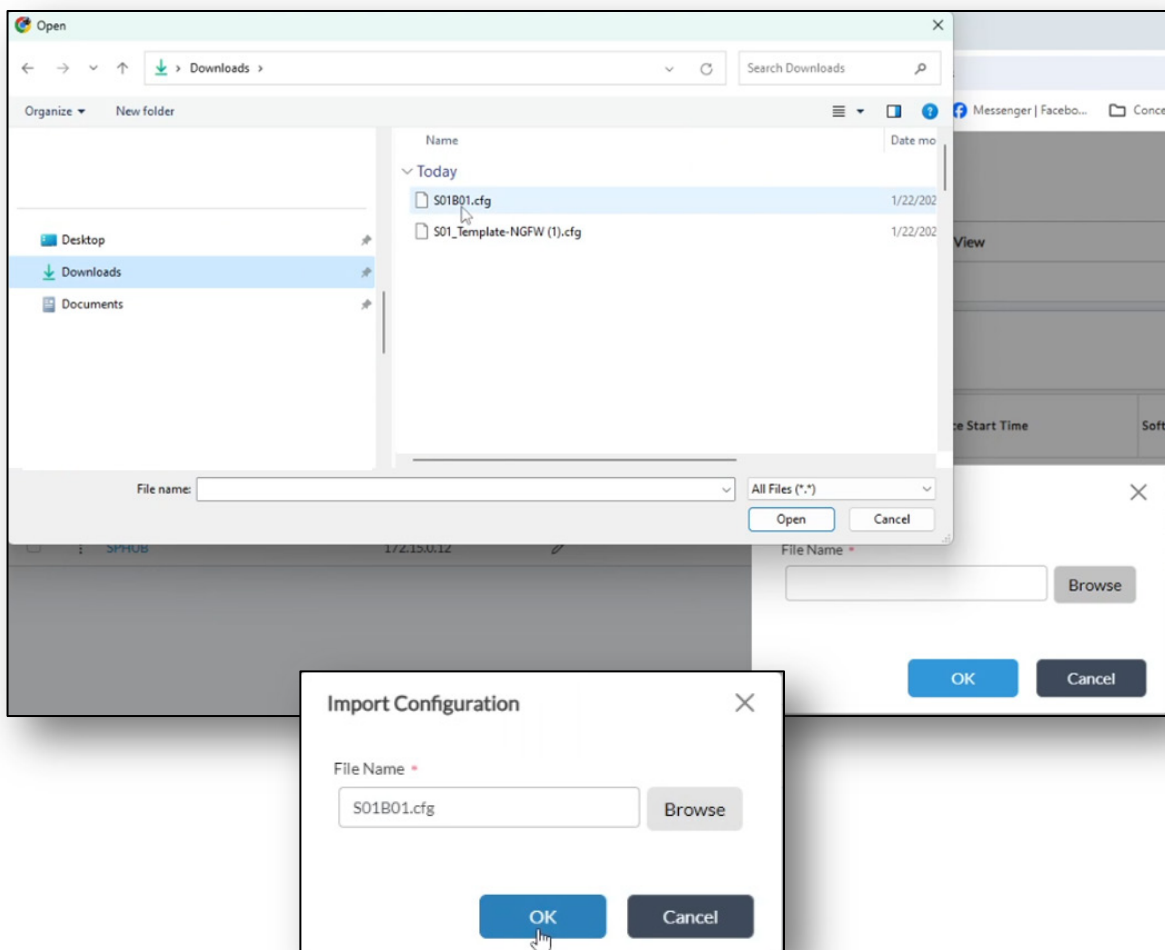 Open
Downloads
Search Downloads
Organize New folder
Messenger | Facebo... Conce
Name Date mo
Today
S01B01.cfg 1/22/202
S01_Template-NGFW (1).cfg 1/22/202
Desktop
Downloads
Documents
View
ce Start Time Soft
File name: All Files (*.*)
Open Cancel
SPHUB 172.15.0.12
File Name *
Browse
OK Cancel
Import Configuration
File Name *
S01B01.cfg Browse
OK Cancel